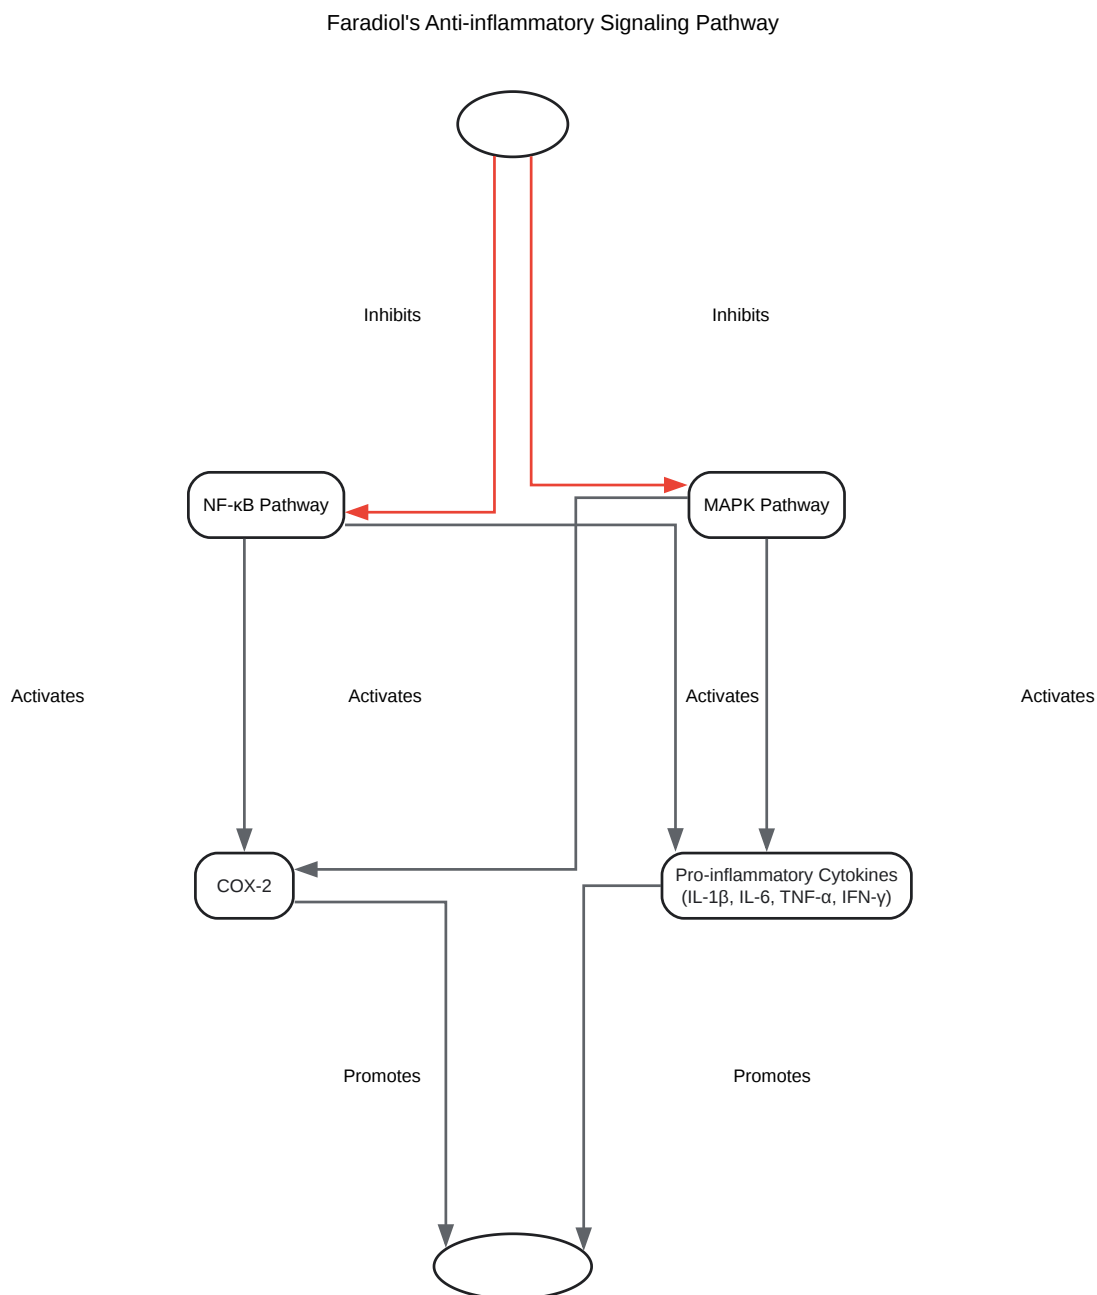 Faradiol's Anti-inflammatory Signaling Pathway
Inhibits
Inhibits
NF-κB Pathway
MAPK Pathway
Activates
Activates
Activates
Activates
COX-2
Pro-inflammatory Cytokines
(IL-1β, IL-6, TNF-α, IFN-γ)
Promotes
Promotes